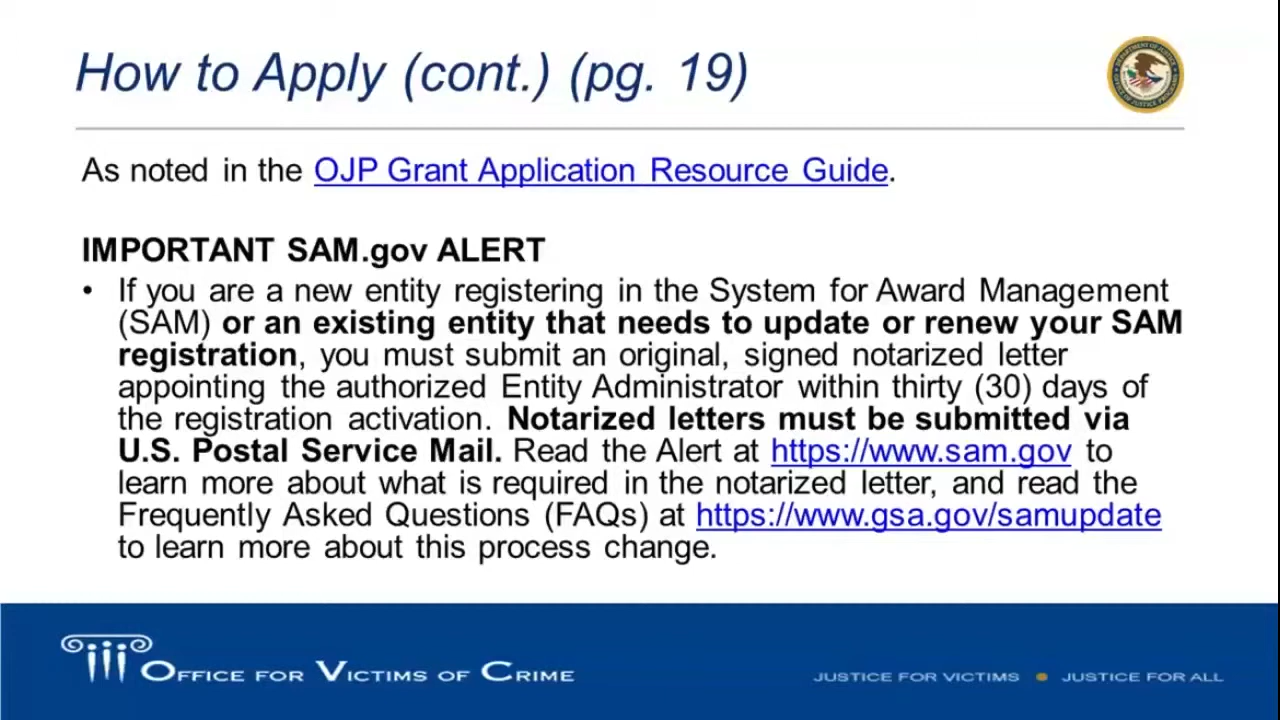 How to Apply (cont.) (pg. 19)
As noted in the OJP Grant Application Resource Guide.
IMPORTANT SAM.gov ALERT
• If you are a new entity registering in the System for Award Management
(SAM) or an existing entity that needs to update or renew your SAM
registration, you must submit an original, signed notarized letter
appointing the authorized Entity Administrator within thirty (30) days of
the registration activation. Notarized letters must be submitted via
U.S. Postal Service Mail. Read the Alert at https://www.sam.gov to
learn more about what is required in the notarized letter, and read the
Frequently Asked Questions (FAQs) at https://www.gsa.gov/samupdate
to learn more about this process change.
OFFICE FOR VICTIMS OF CRIME
JUSTICE FOR VICTIMS • JUSTICE FOR ALL